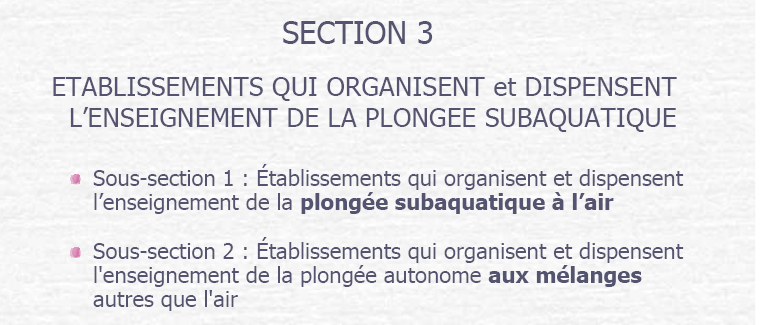 SECTION 3
ETABLISSEMENTS QUI ORGANISENT et DISPENSENT
L’ENSEIGNEMENT DE LA PLONGEE SUBAQUATIQUE
Sous-section 1 : Établissements qui organisent et dispensent
l’enseignement de la plongée subaquatique à l’air
Sous-section 2 : Établissements qui organisent et dispensent
l'enseignement de la plongée autonome aux mélanges
autres que l'air